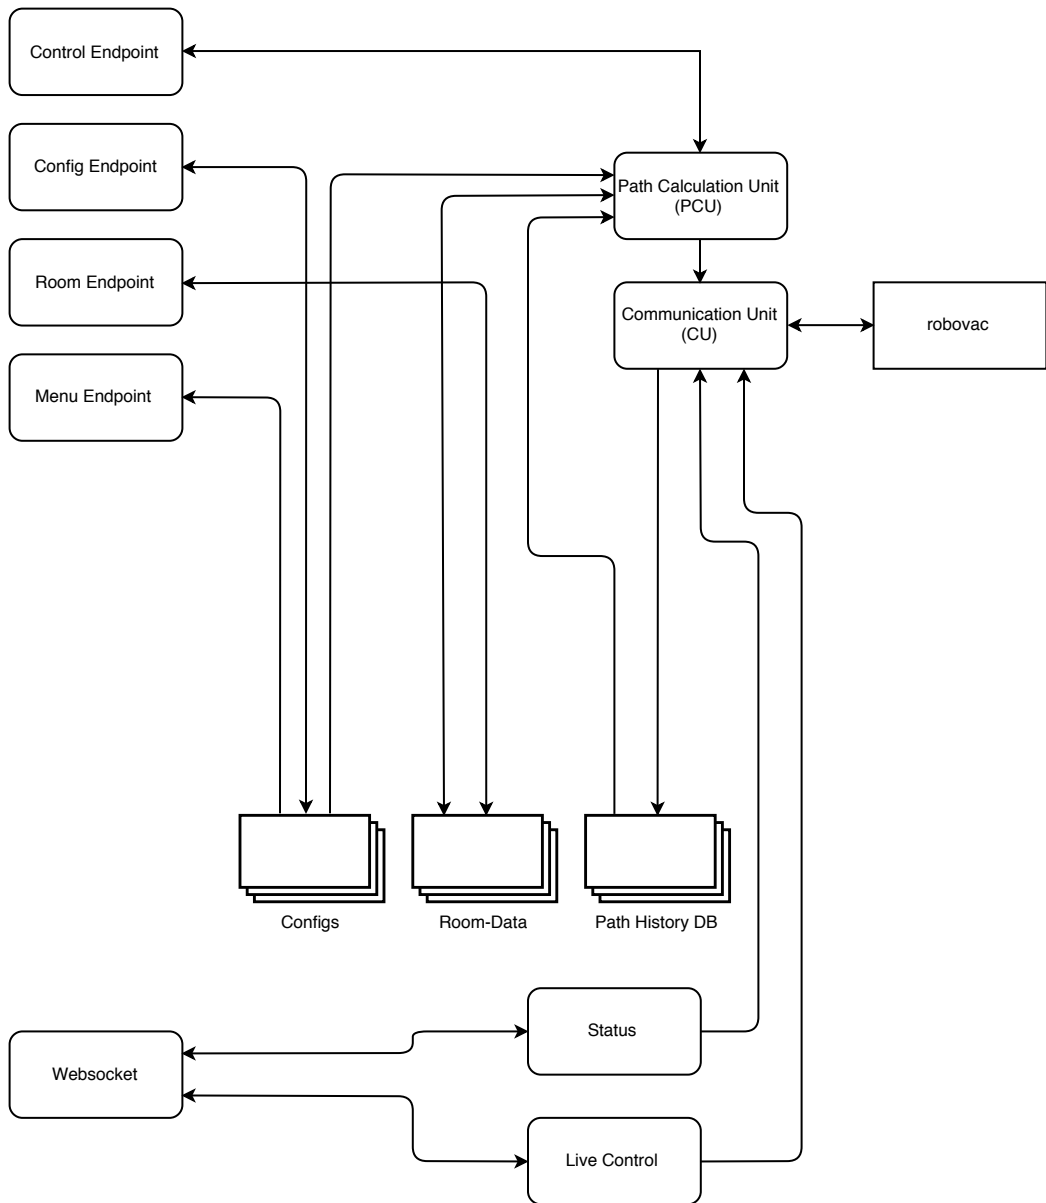 Control Endpoint
Config Endpoint
Path Calculation Unit
(PCU)
Room Endpoint
Communication Unit
(CU)
robovac
Menu Endpoint
Configs
Room-Data
Path History DB
Status
Websocket
Live Control